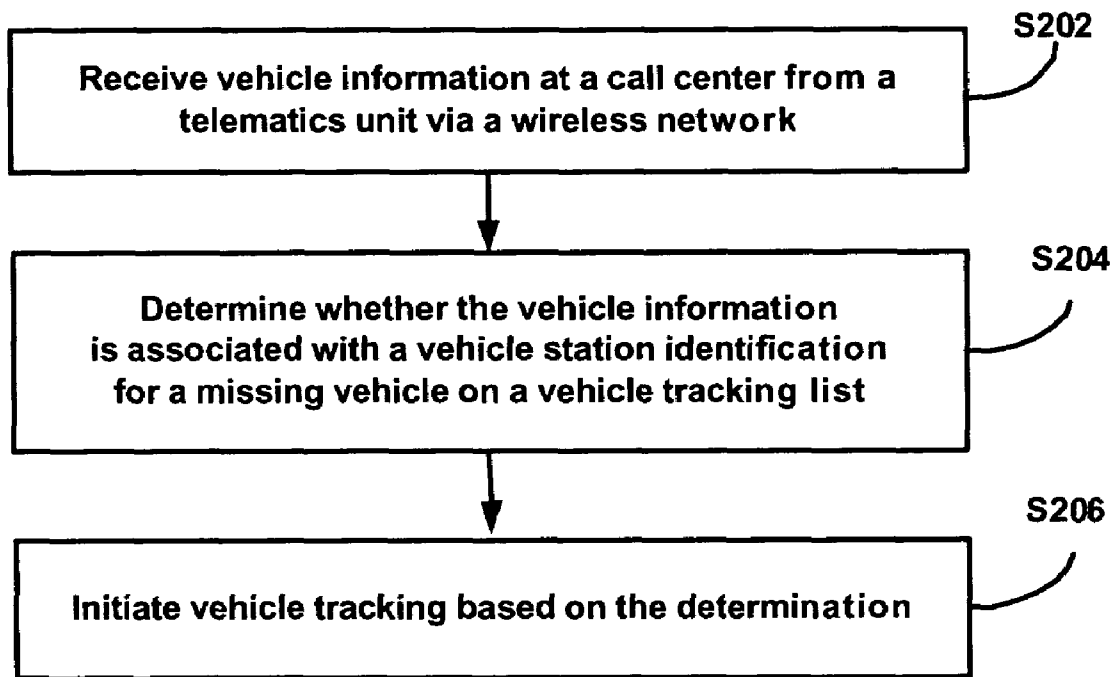 S202
Receive vehicle information at a call center from a
telematics unit via a wireless network
S204
Determine whether the vehicle information
is associated with a vehicle station identification
for a missing vehicle on a vehicle tracking list
S206
Initiate vehicle tracking based on the determination